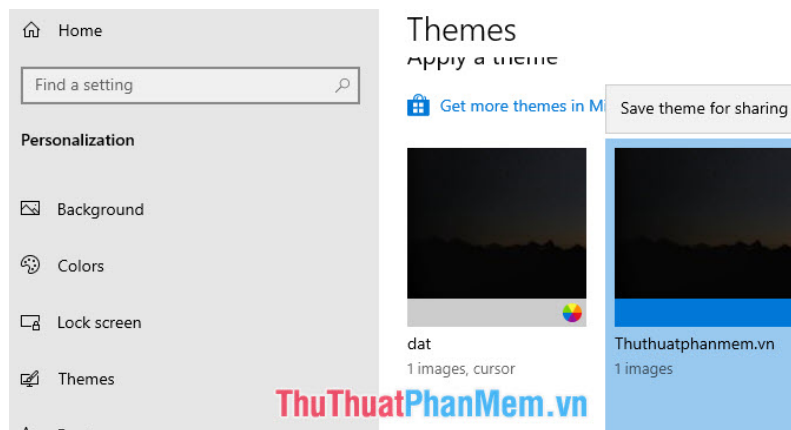 Home
Find a setting
Personalization
Background
Colors
Lock screen
Themes
Themes
Apply a theme
Get more themes in Mi
Save theme for sharing
dat
1 images, cursor
Thuthuatphanmem.vn
1 images
ThuThuatPhanMem.vn